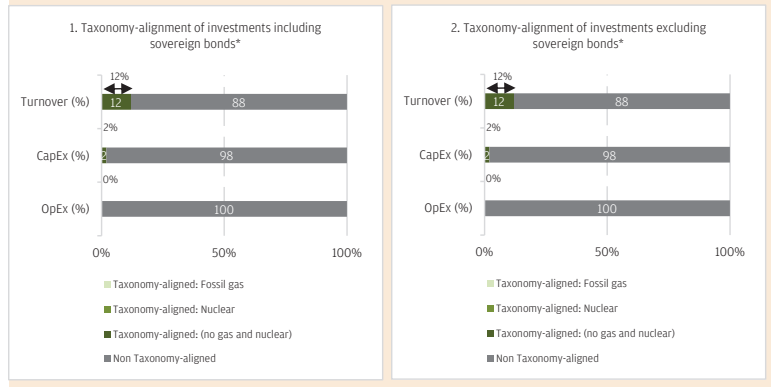 1. Taxonomy-alignment of investments including
sovereign bonds*
12%
Turnover (%)
12
88
2%
CapEx (%)
2
98
0%
OpEx (%)
100
0%
50%
100%
Taxonomy-aligned: Fossil gas
Taxonomy-aligned: Nuclear
Taxonomy-aligned: (no gas and nuclear)
Non Taxonomy-aligned
2. Taxonomy-alignment of investments excluding
sovereign bonds*
12%
Turnover (%)
12
88
2%
CapEx (%)
2
98
0%
OpEx (%)
100
0%
50%
100%
Taxonomy-aligned: Fossil gas
Taxonomy-aligned: Nuclear
Taxonomy-aligned: (no gas and nuclear)
Non Taxonomy-aligned